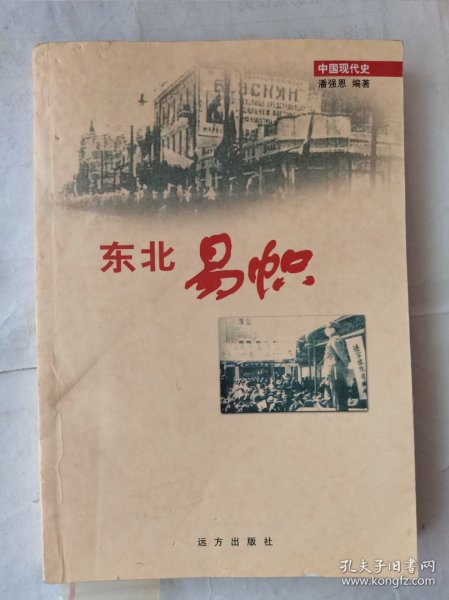 中国现代史
潘强恩 编著
东北易帜
远方出版社
孔夫子旧书网
www.kongfz.com